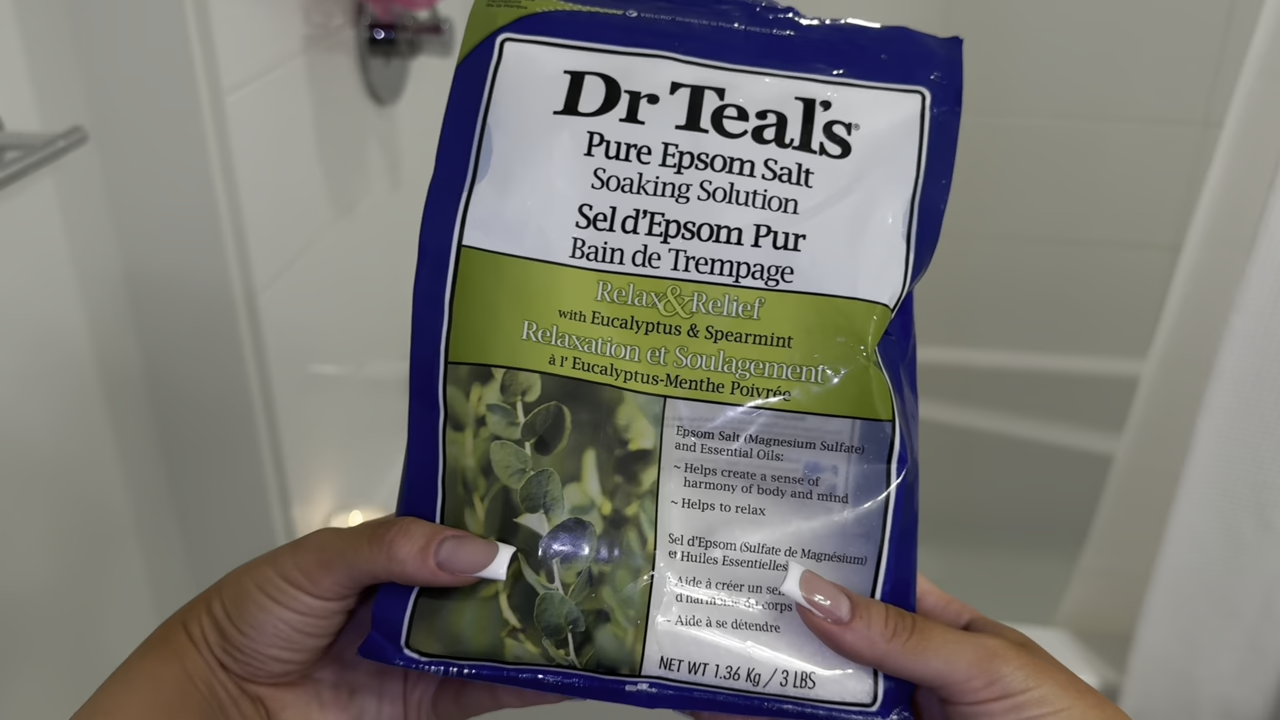 Dr Teal's®
Pure Epsom Salt
Soaking Solution
Sel d'Epsom Pur
Bain de Trempage
Relax & Relief
with Eucalyptus & Spearmint
Relaxation et Soulagement
à l' Eucalyptus-Menthe Poivrée
Epsom Salt (Magnesium Sulfate)
and Essential Oils:
~ Helps create a sense of
harmony of body and mind
~ Helps to relax
Sel d'Epsom (Sulfate de Magnésium)
et Huiles Essentielles
~ Aide à créer un
d'harmonie du corps
~ Aide à se détendre
NET WT 1.36 Kg / 3 LBS